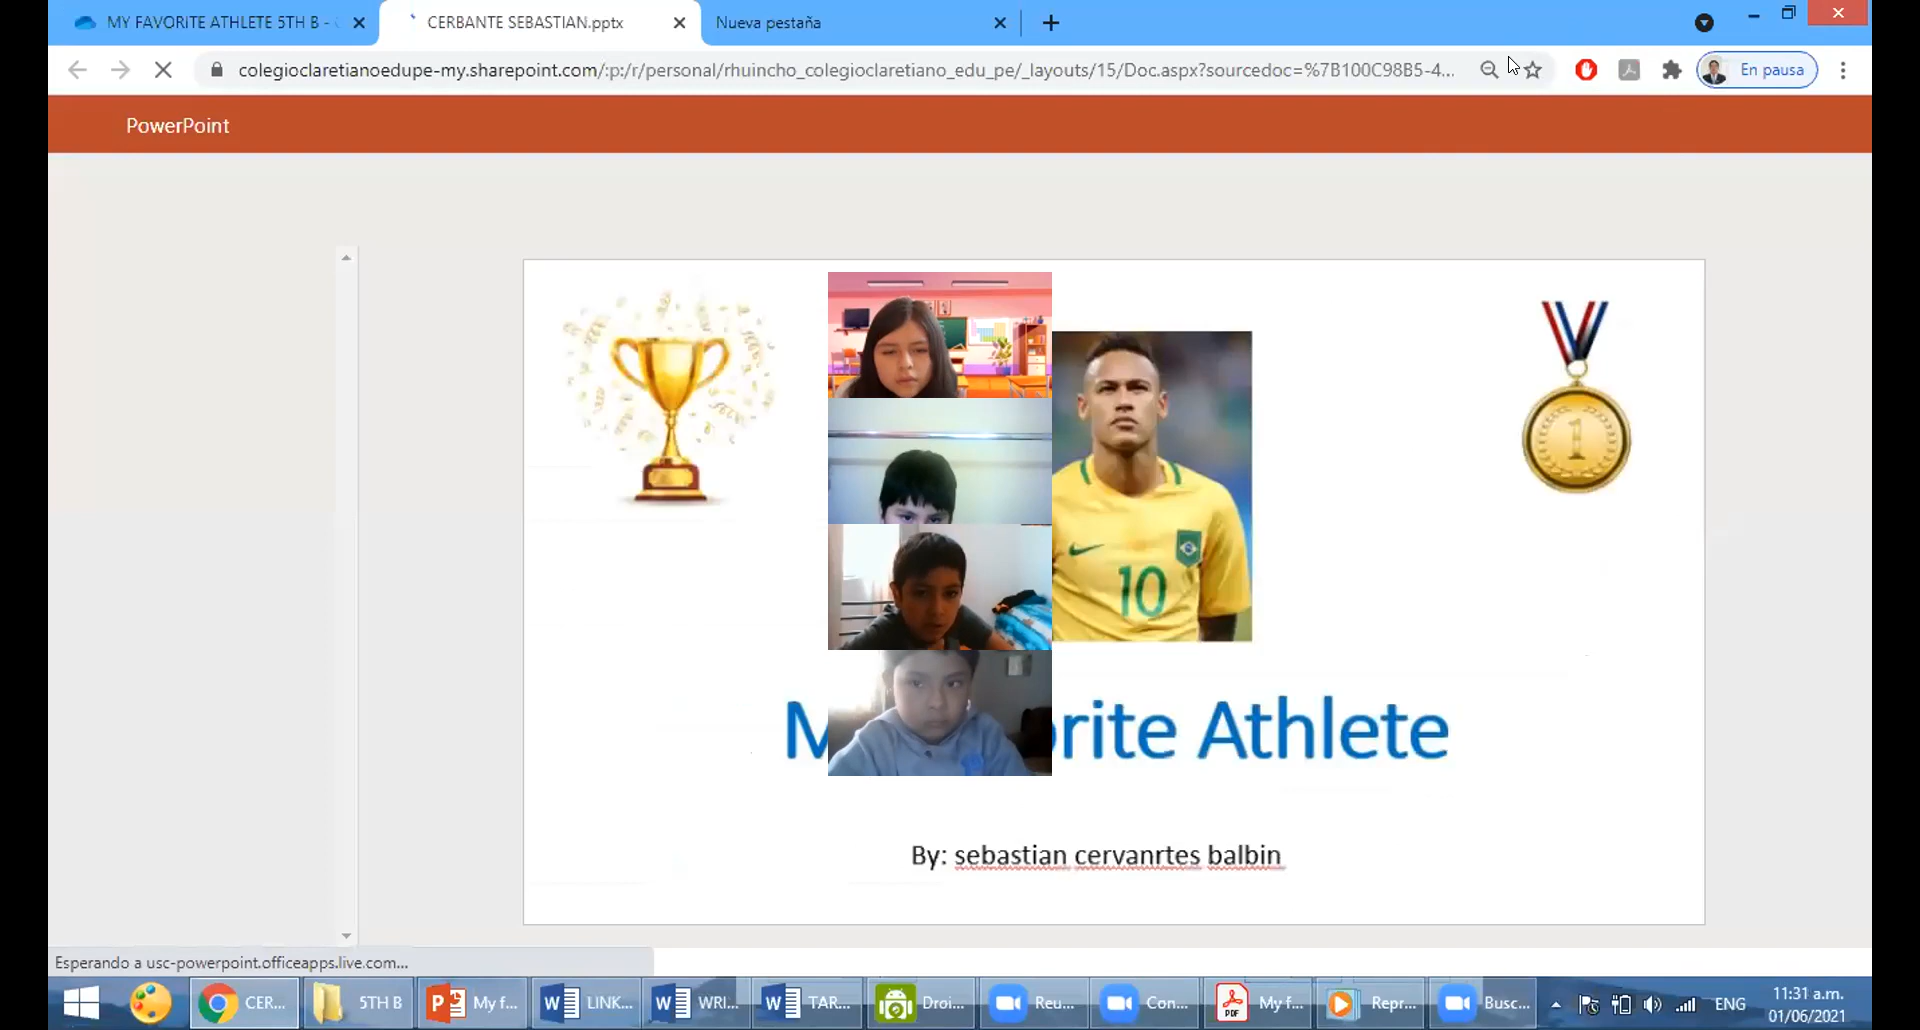 MY FAVORITE ATHLETE 5TH B -
CERBANTE SEBASTIAN.pptx
Nueva pestaña
colegioclaretianoedupe-my.sharepoint.com/:p:/r/personal/rhuincho_colegioclaretiano_edu_pe/_layouts/15/Doc.aspx?sourcedoc=%7B100C98B5-4...
En pausa
PowerPoint
1
10
M
orite Athlete
By: sebastian cervanrtes balbin
Esperando a usc-powerpoint.officeapps.live.com...
CER...
5TH B
My f...
LINK...
WRI...
TAR...
Droi...
Reu...
Con...
My f...
Repr...
Busc...
ENG
11:31 a.m.
01/06/2021